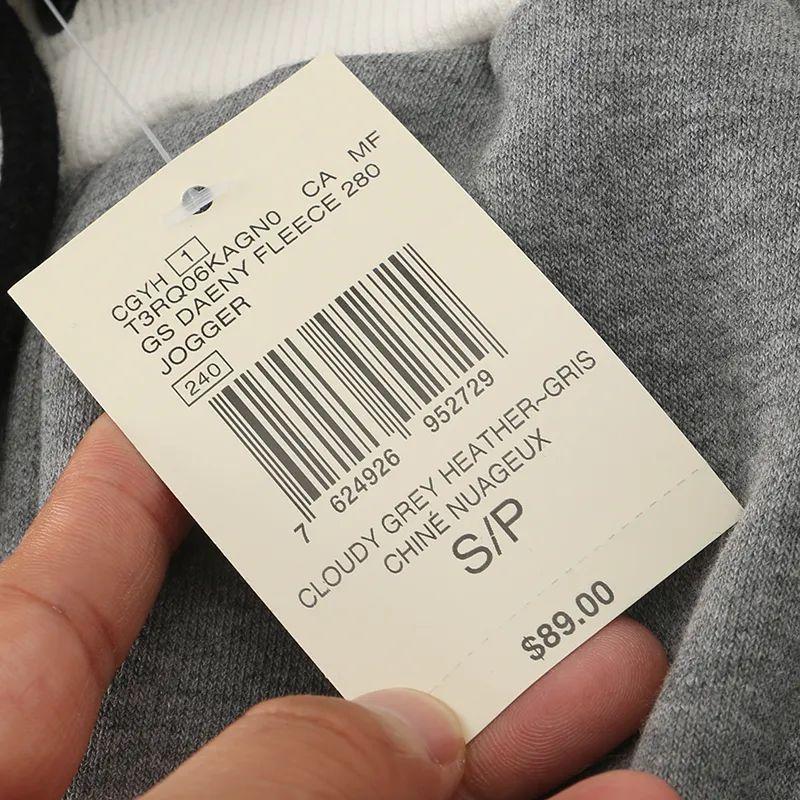 CGYH 1
T3RQ06KAGN0 CA MF
GS DAENY FLEECE 280
JOGGER
240
7 624926 952729
CLOUDY GREY HEATHER~GRIS
CHINÉ NUAGEUX
S/P
$89.00